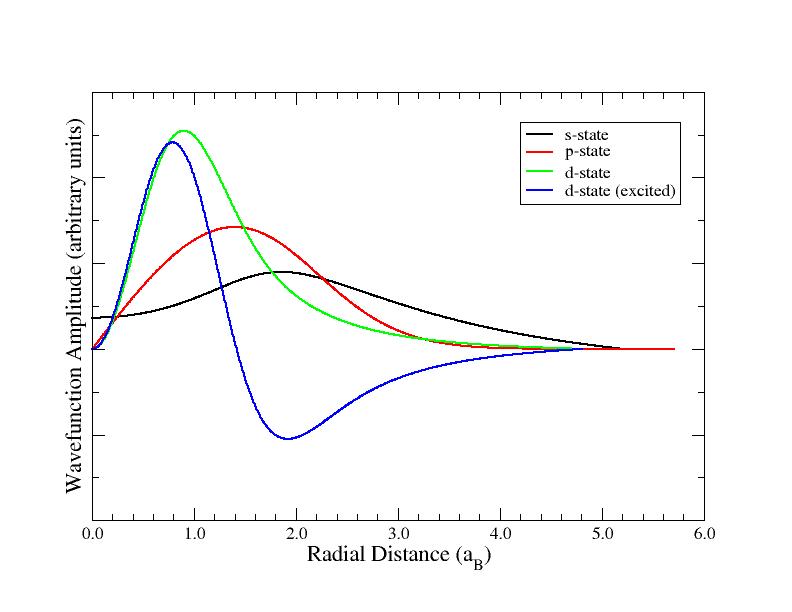 s-state
p-state
d-state
d-state (excited)
Wavefunction Amplitude (arbitrary units)
0.0 1.0 2.0 3.0 4.0 5.0 6.0
Radial Distance (a_B)